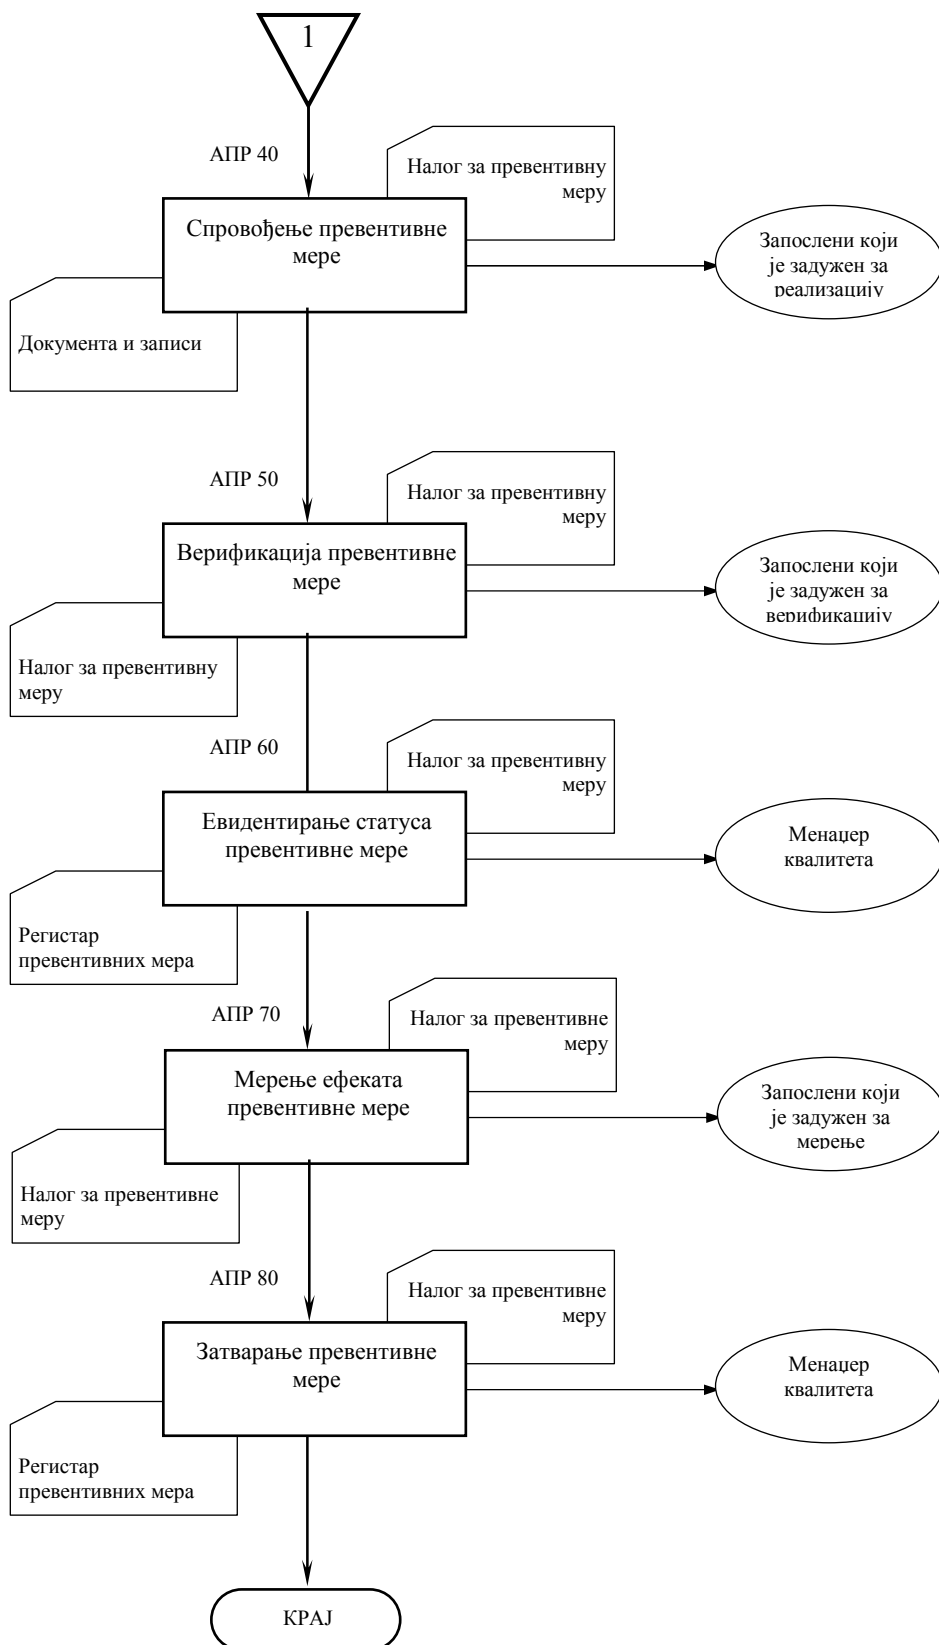 1
АПР 40
Налог за превентивну
меру
Спровођење превентивне
мере
Запослени који
је задужен за
реализацију
Документа и записи
АПР 50
Налог за превентивну
меру
Верификација превентивне
мере
Запослени који
је задужен за
верификацију
Налог за превентивну
меру
АПР 60
Налог за превентивну
меру
Евидентирање статуса
превентивне мере
Менаџер
квалитета
Регистар
превентивних мера
АПР 70
Налог за превентивне
меру
Мерење ефеката
превентивне мере
Запослени који
је задужен за
мерење
Налог за превентивне
меру
АПР 80
Налог за превентивне
меру
Затварање превентивне
мере
Менаџер
квалитета
Регистар
превентивних мера
КРАЈ